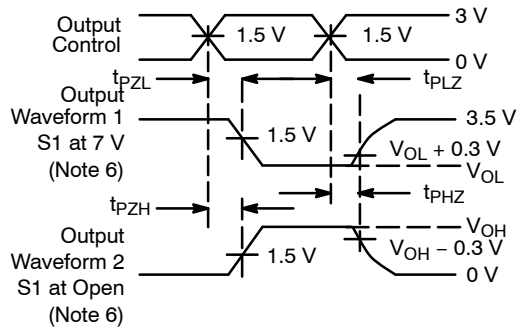 Output
Control
3 V
1.5 V
1.5 V
0 V
tPZL
tPLZ
Output
Waveform 1
S1 at 7 V
(Note 6)
3.5 V
1.5 V
VOL + 0.3 V
VOL
tPZH
tPHZ
Output
Waveform 2
S1 at Open
(Note 6)
VOH
VOH − 0.3 V
1.5 V
0 V